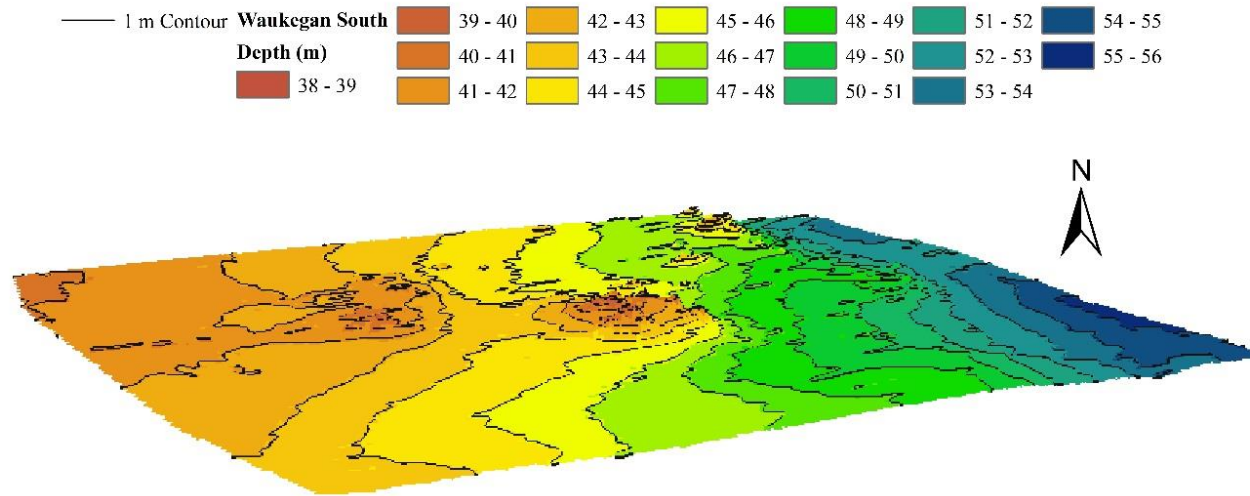 1 m Contour Waukegan South 39 - 40 42 - 43 45 - 46 48 - 49 51 - 52 54 - 55
Depth (m) 40 - 41 43 - 44 46 - 47 49 - 50 52 - 53 55 - 56
38 - 39 41 - 42 44 - 45 47 - 48 50 - 51 53 - 54
N